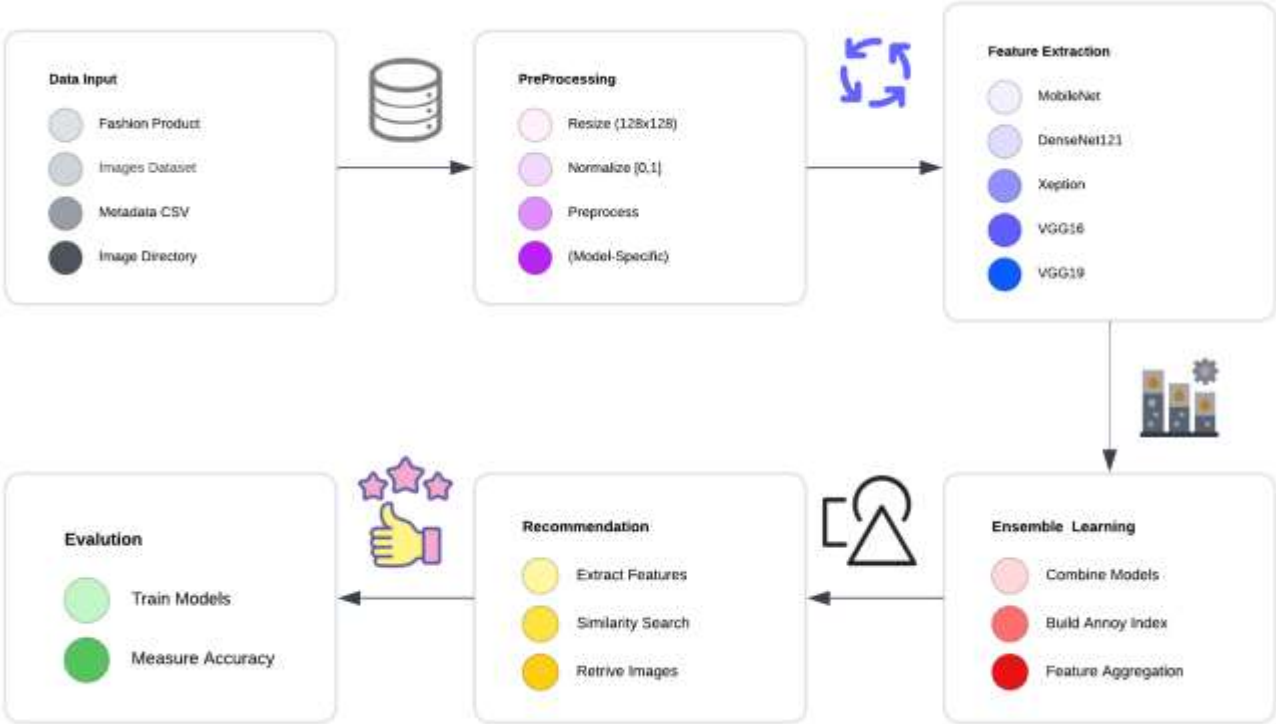 Data Input
Fashion Product
Images Dataset
Metadata CSV
Image Directory
PreProcessing
Resize (128x128)
Normalize [0,1]
Preprocess
(Model-Specific)
Feature Extraction
MobileNet
DenseNet121
Xeption
VGG16
VGG19
Evalution
Train Models
Measure Accuracy
Recommendation
Extract Features
Similarity Search
Retrive Images
Ensemble Learning
Combine Models
Build Annoy Index
Feature Aggregation